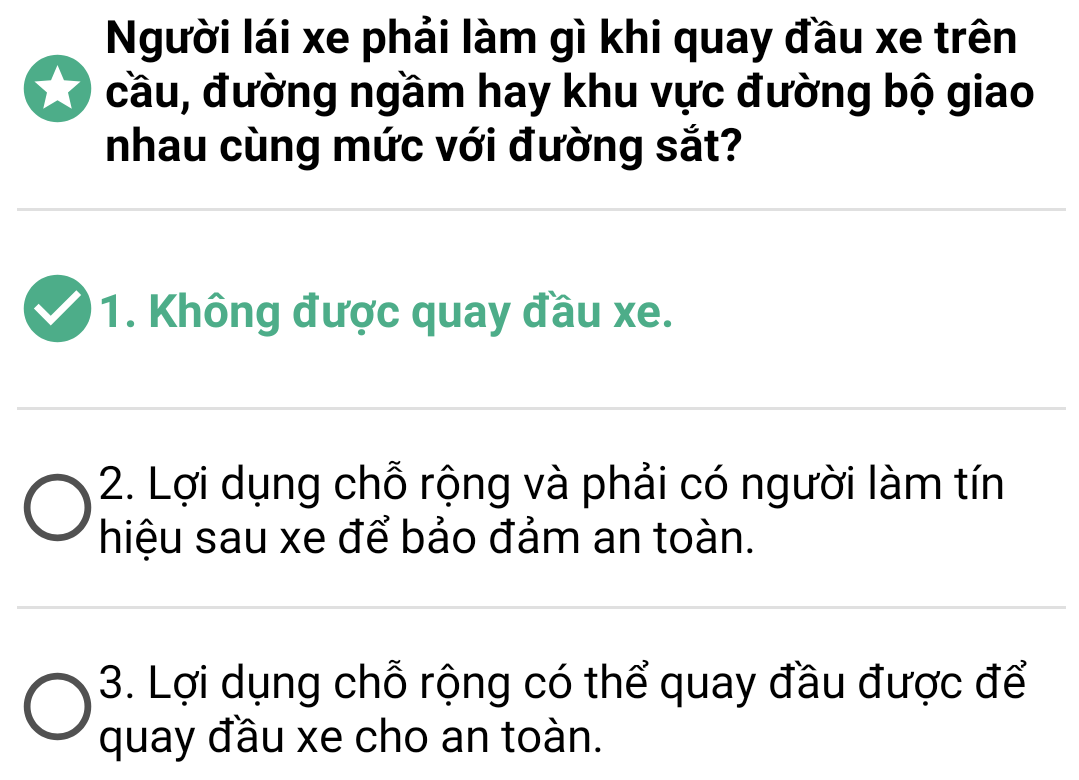 Người lái xe phải làm gì khi quay đầu xe trên
cầu, đường ngầm hay khu vực đường bộ giao
nhau cùng mức với đường sắt?
1. Không được quay đầu xe.
2. Lợi dụng chỗ rộng và phải có người làm tín
hiệu sau xe để bảo đảm an toàn.
3. Lợi dụng chỗ rộng có thể quay đầu được để
quay đầu xe cho an toàn.